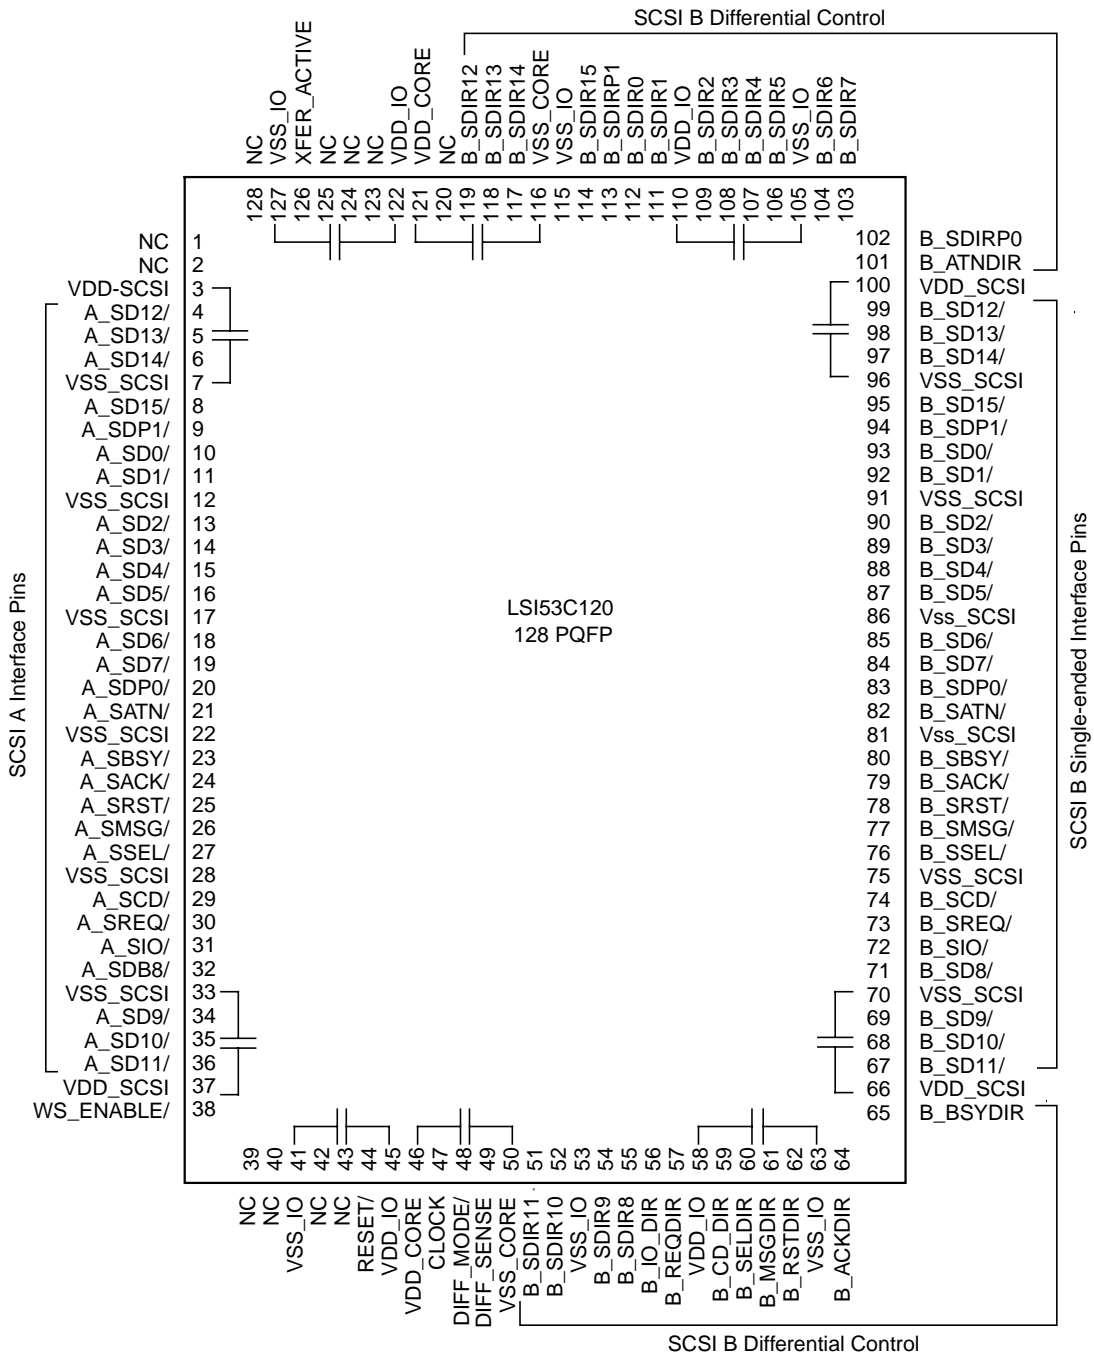 SCSI B Differential Control
NC
VSS_IO
XFER_ACTIVE
NC
NC
NC
VDD_IO
VDD_CORE
NC
B_SDIR12
B_SDIR13
B_SDIR14
VSS_CORE
VSS_IO
B_SDIR15
B_SDIRP1
B_SDIR0
B_SDIR1
VDD_IO
B_SDIR2
B_SDIR3
B_SDIR4
B_SDIR5
VSS_IO
B_SDIR6
B_SDIR7
128
127
126
125
124
123
122
121
120
119
118
117
116
115
114
113
112
111
110
109
108
107
106
105
104
103
SCSI A Interface Pins
NC 1
NC 2
VDD-SCSI 3
A_SD12/ 4
A_SD13/ 5
A_SD14/ 6
VSS_SCSI 7
A_SD15/ 8
A_SDP1/ 9
A_SD0/ 10
A_SD1/ 11
VSS_SCSI 12
A_SD2/ 13
A_SD3/ 14
A_SD4/ 15
A_SD5/ 16
VSS_SCSI 17
A_SD6/ 18
A_SD7/ 19
A_SDP0/ 20
A_SATN/ 21
VSS_SCSI 22
A_SBSY/ 23
A_SACK/ 24
A_SRST/ 25
A_SMSG/ 26
A_SSEL/ 27
VSS_SCSI 28
A_SCD/ 29
A_SREQ/ 30
A_SIO/ 31
A_SDB8/ 32
VSS_SCSI 33
A_SD9/ 34
A_SD10/ 35
A_SD11/ 36
VDD_SCSI 37
WS_ENABLE/ 38
LSI53C120
128 PQFP
102 B_SDIRP0
101 B_ATNDIR
100 VDD_SCSI
99 B_SD12/
98 B_SD13/
97 B_SD14/
96 VSS_SCSI
95 B_SD15/
94 B_SDP1/
93 B_SD0/
92 B_SD1/
91 VSS_SCSI
90 B_SD2/
89 B_SD3/
88 B_SD4/
87 B_SD5/
86 Vss_SCSI
85 B_SD6/
84 B_SD7/
83 B_SDP0/
82 B_SATN/
81 Vss_SCSI
80 B_SBSY/
79 B_SACK/
78 B_SRST/
77 B_SMSG/
76 B_SSEL/
75 VSS_SCSI
74 B_SCD/
73 B_SREQ/
72 B_SIO/
71 B_SD8/
70 VSS_SCSI
69 B_SD9/
68 B_SD10/
67 B_SD11/
66 VDD_SCSI
65 B_BSYDIR
SCSI B Single-ended Interface Pins
39
40
41
42
43
44
45
46
47
48
49
50
51
52
53
54
55
56
57
58
59
60
61
62
63
64
NC
NC
VSS_IO
NC
NC
RESET/
VDD_IO
VDD_CORE
CLOCK
DIFF_MODE/
DIFF_SENSE
VSS_CORE
B_SDIR11
B_SDIR10
VSS_IO
B_SDIR9
B_SDIR8
B_IO_DIR
B_REQDIR
VDD_IO
B_CD_DIR
B_SELDIR
B_MSGDIR
B_RSTDIR
VSS_IO
B_ACKDIR
SCSI B Differential Control